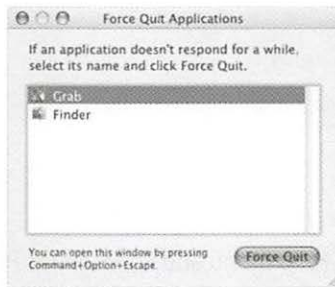 Force Quit Applications
If an application doesn't respond for a while,
select its name and click Force Quit.
Grab
Finder
You can open this window by pressing
Command+Option+Escape.
Force Quit